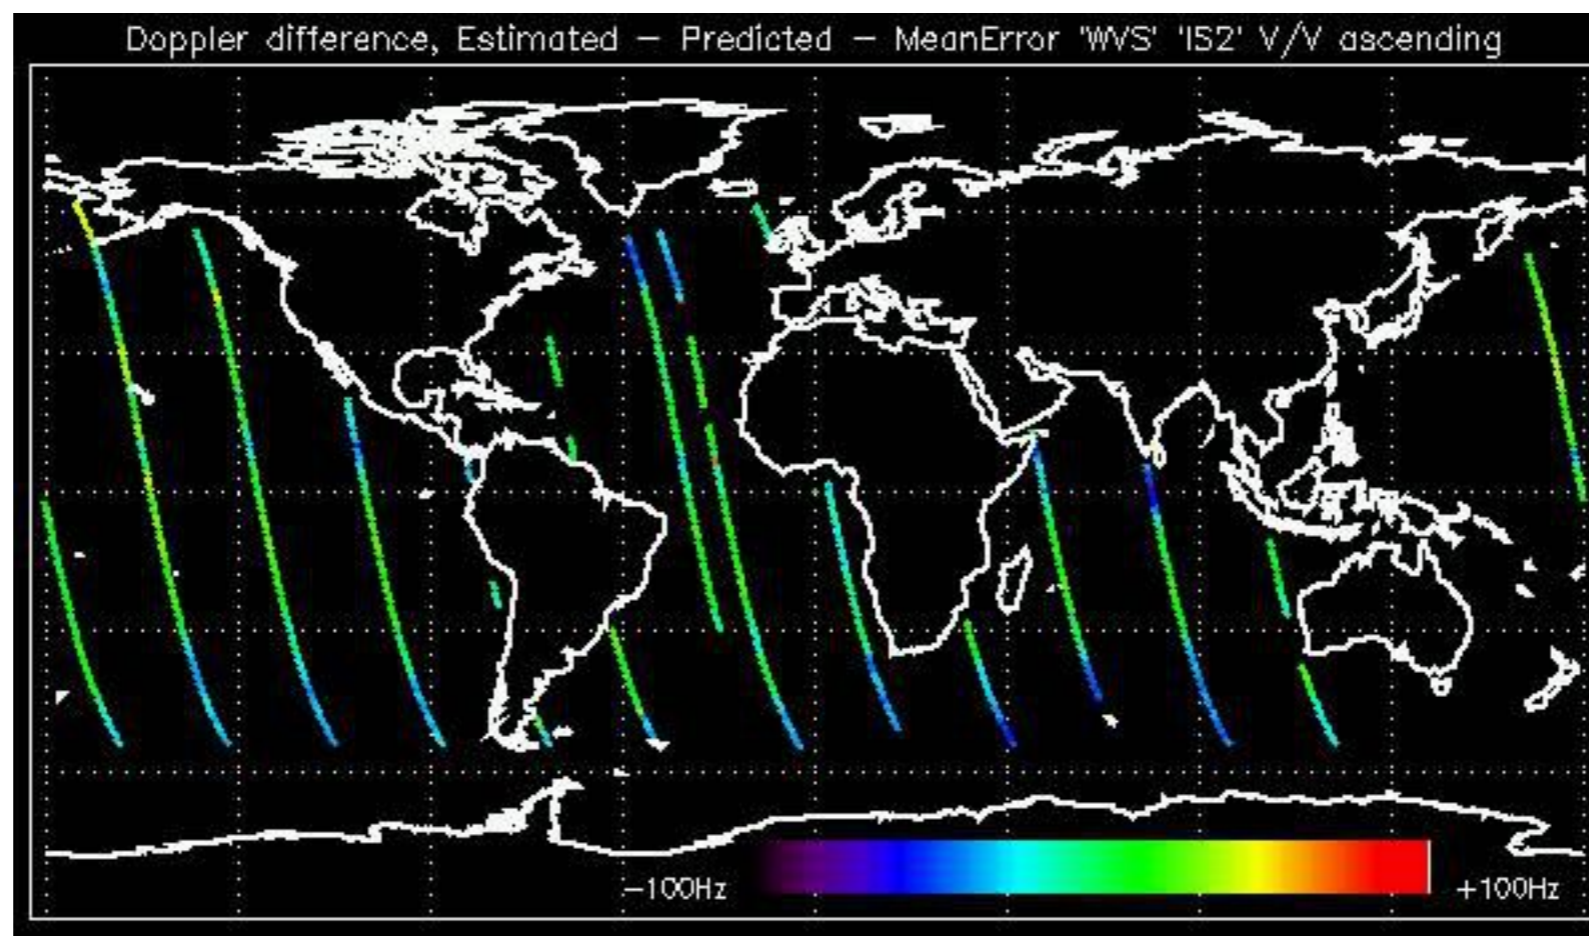 Doppler difference, Estimated – Predicted – MeanError 'WVS' 'IS2' V/V ascending
–100Hz +100Hz